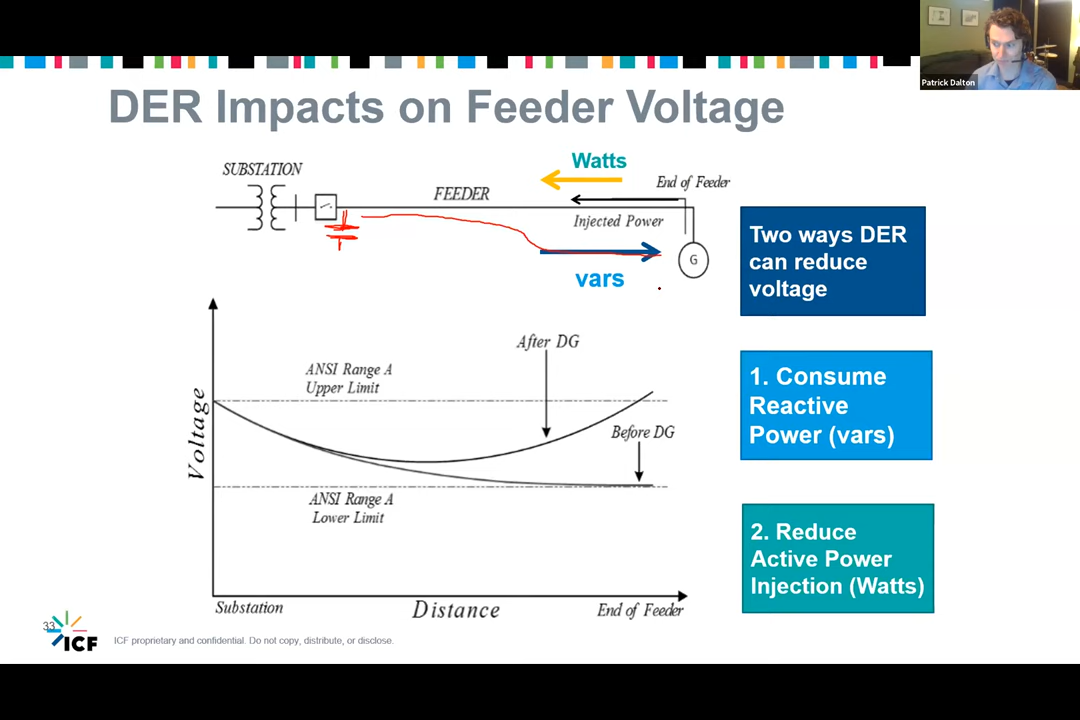 Patrick Dalton
DER Impacts on Feeder Voltage
SUBSTATION
Watts
FEEDER
End of Feeder
Injected Power
G
vars
Two ways DER
can reduce
voltage
After DG
ANSI Range A
Upper Limit
Voltage
Before DG
1. Consume
Reactive
Power (vars)
ANSI Range A
Lower Limit
2. Reduce
Active Power
Injection (Watts)
Substation
Distance
End of Feeder
33
ICF
ICF proprietary and confidential. Do not copy, distribute, or disclose.